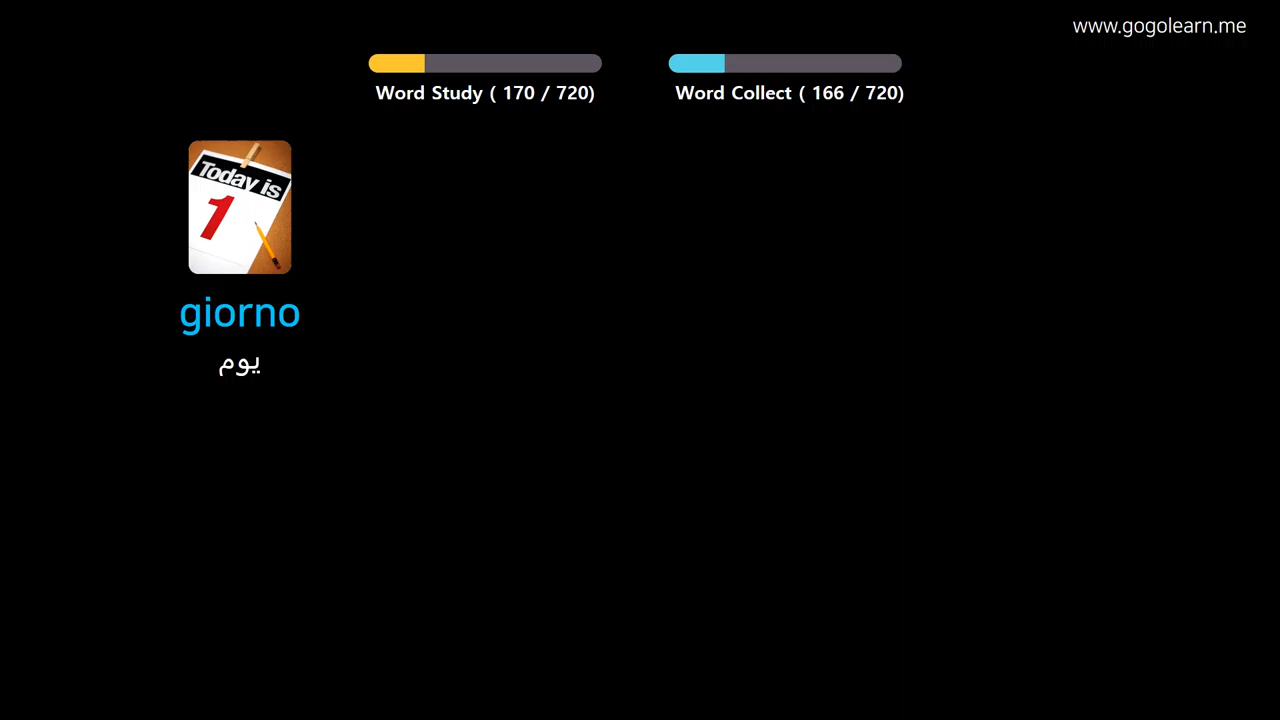 www.gogolearn.me
Word Study ( 170 / 720)
Word Collect ( 166 / 720)
Today is
1
giorno
يوم